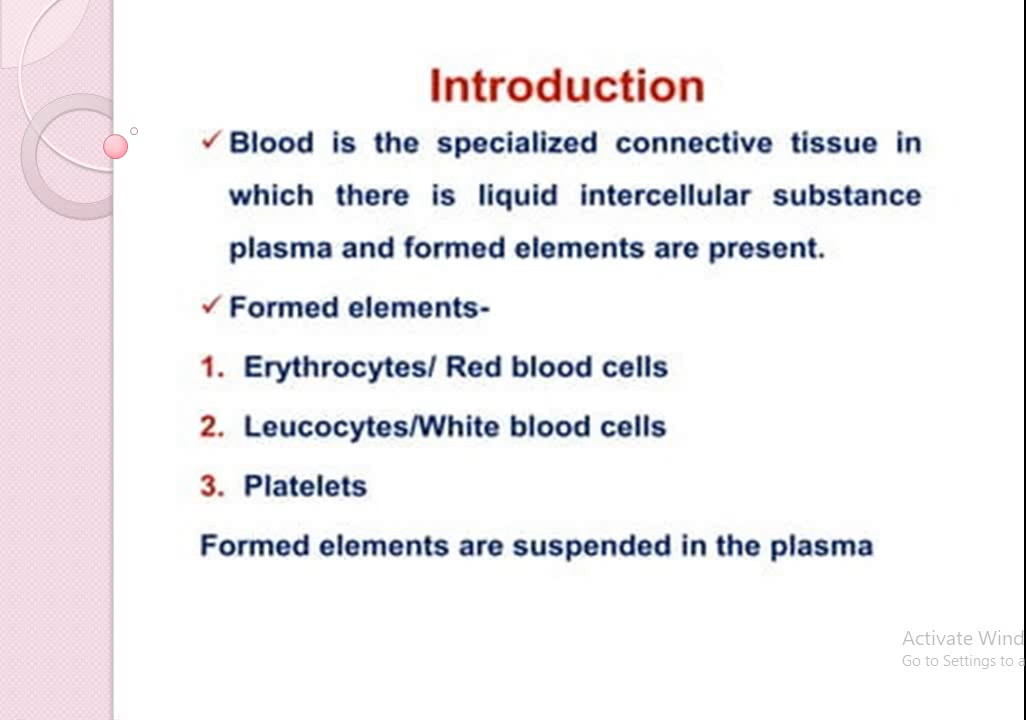 Introduction
✓ Blood is the specialized connective tissue in
which there is liquid intercellular substance
plasma and formed elements are present.
✓ Formed elements-
1. Erythrocytes/ Red blood cells
2. Leucocytes/White blood cells
3. Platelets
Formed elements are suspended in the plasma
Activate Wind
Go to Settings to a